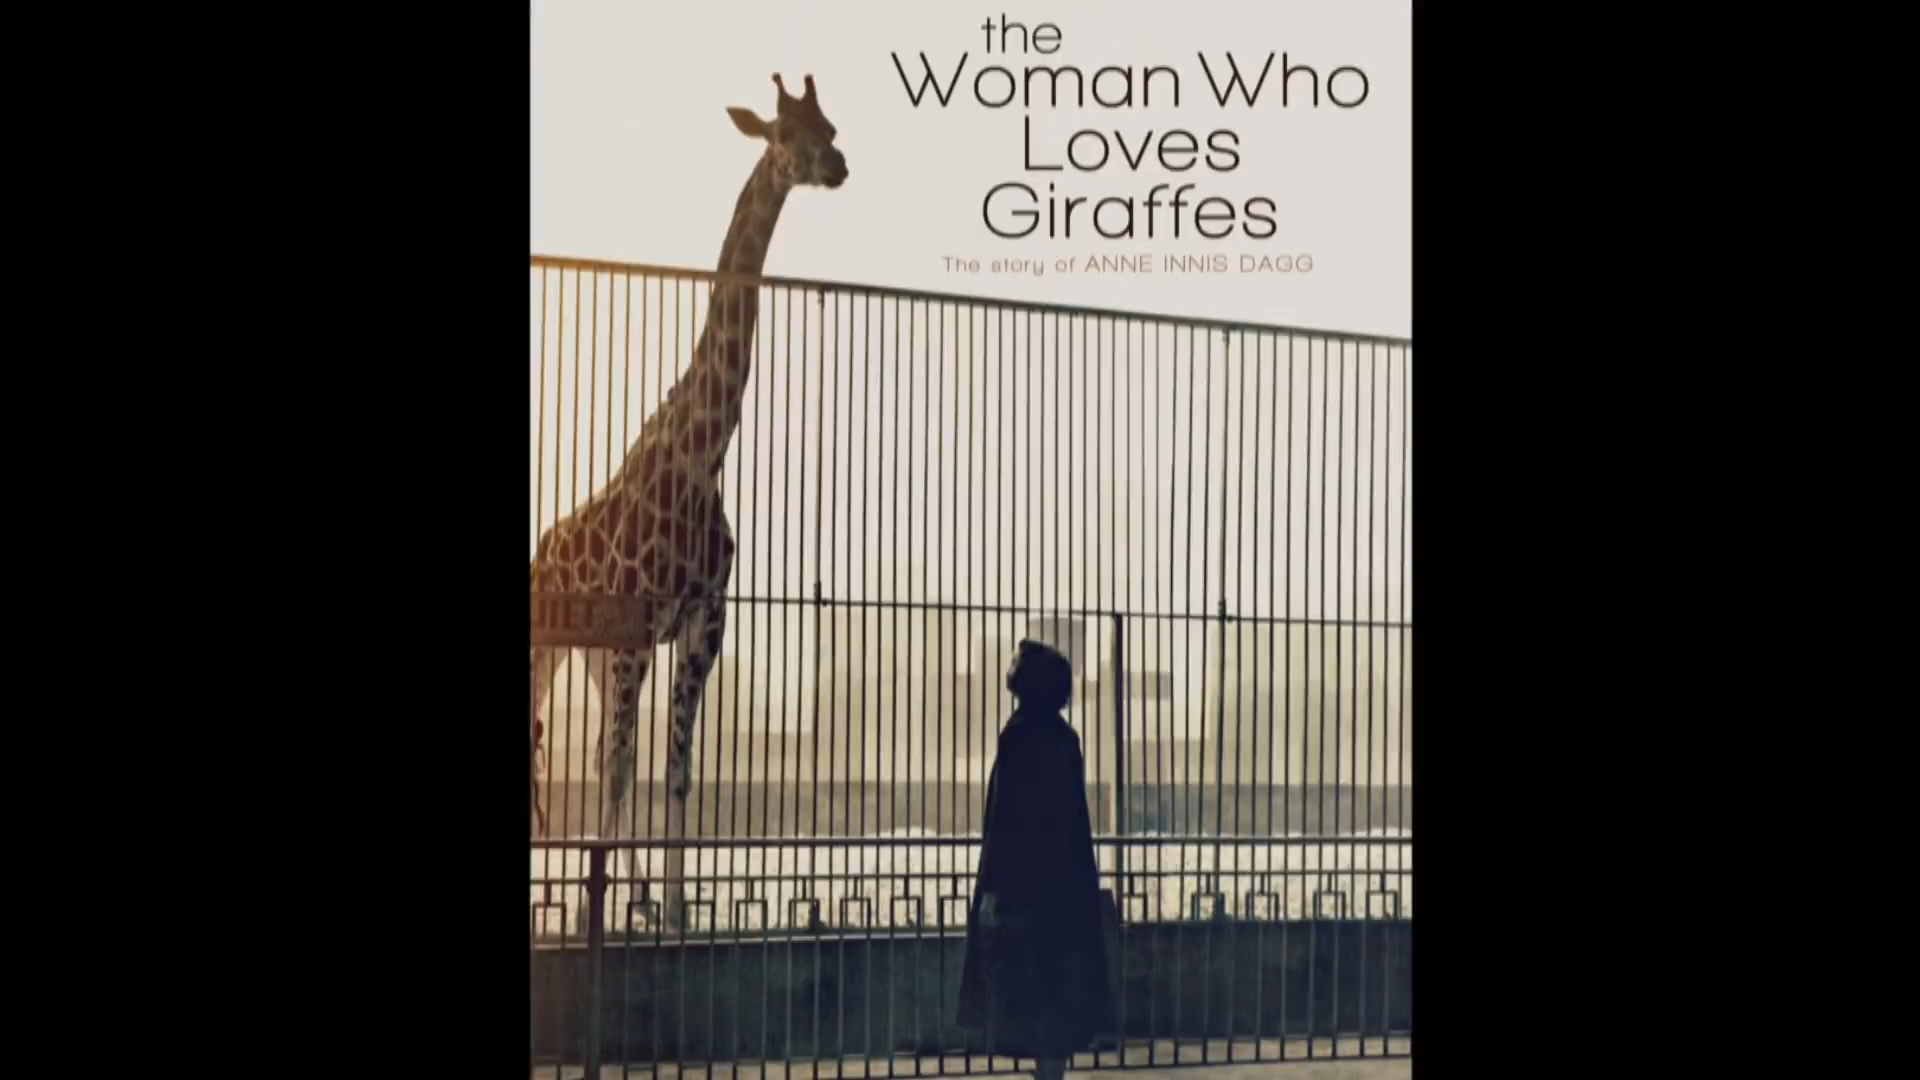 the
Woman Who
Loves
Giraffes
The story of ANNE INNIS DAGG